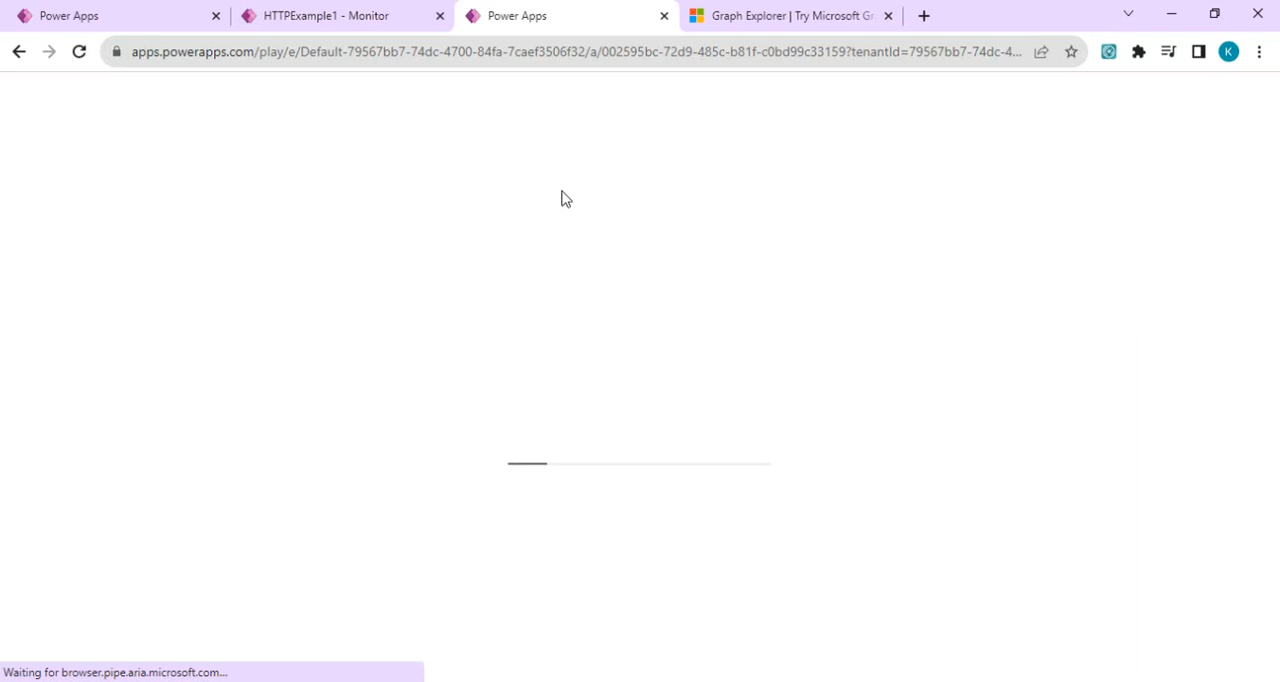 Power Apps
HTTPExample1 - Monitor
Power Apps
Graph Explorer | Try Microsoft Gr
apps.powerapps.com/play/e/Default-79567bb7-74dc-4700-84fa-7caef3506f32/a/002595bc-72d9-485c-b81f-c0bd99c33159?tenantId=79567bb7-74dc-4...
K
Waiting for browser.pipe.aria.microsoft.com...